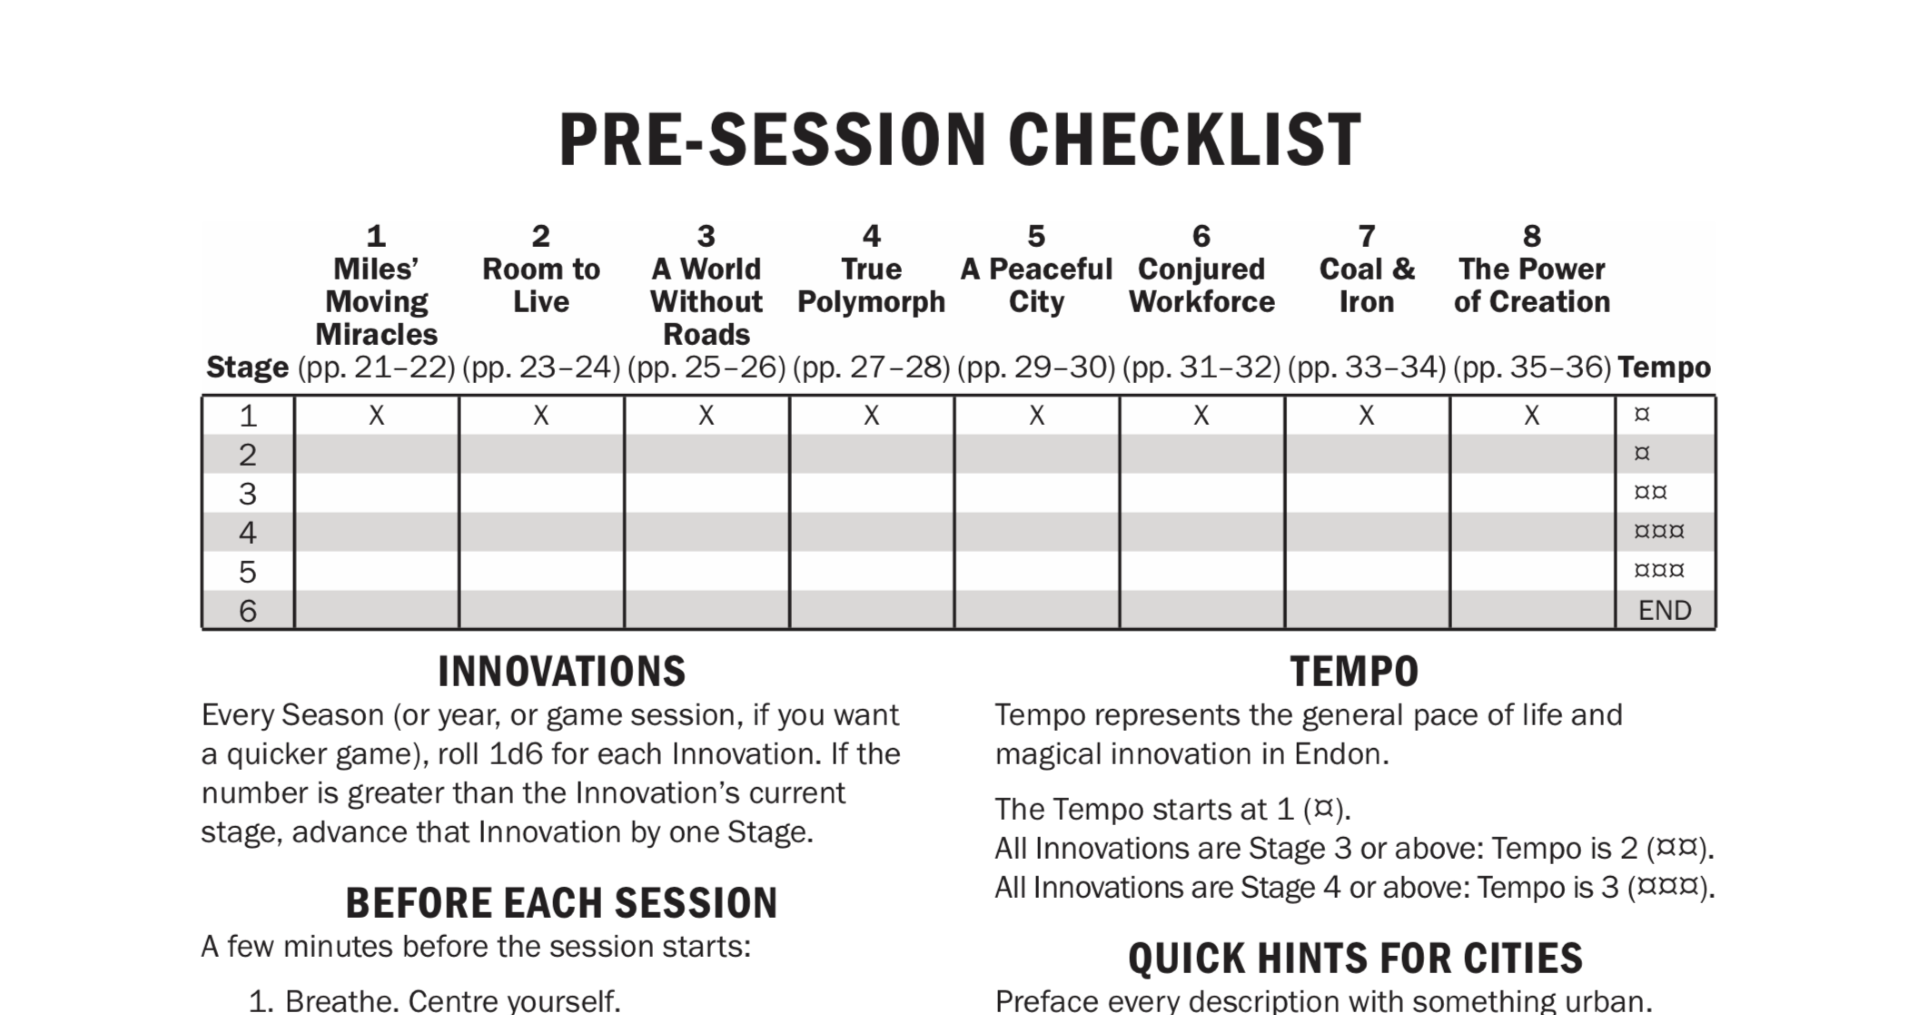 PRE-SESSION CHECKLIST
1 2 3 4 5 6 7 8
Miles’ Room to A World True A Peaceful Conjured Coal & The Power
Moving Live Without Polymorph City Workforce Iron of Creation
Miracles Roads
Stage (pp. 21–22) (pp. 23–24) (pp. 25–26) (pp. 27–28) (pp. 29–30) (pp. 31–32) (pp. 33–34) (pp. 35–36) Tempo
1 X X X X X X X X ¤
2 ¤
3 ¤¤
4 ¤¤¤
5 ¤¤¤
6 END
INNOVATIONS
Every Season (or year, or game session, if you want
a quicker game), roll 1d6 for each Innovation. If the
number is greater than the Innovation’s current
stage, advance that Innovation by one Stage.
BEFORE EACH SESSION
A few minutes before the session starts:
1. Breathe. Centre yourself.
TEMPO
Tempo represents the general pace of life and
magical innovation in Endon.
The Tempo starts at 1 (¤).
All Innovations are Stage 3 or above: Tempo is 2 (¤¤).
All Innovations are Stage 4 or above: Tempo is 3 (¤¤¤).
QUICK HINTS FOR CITIES
Preface every description with something urban.